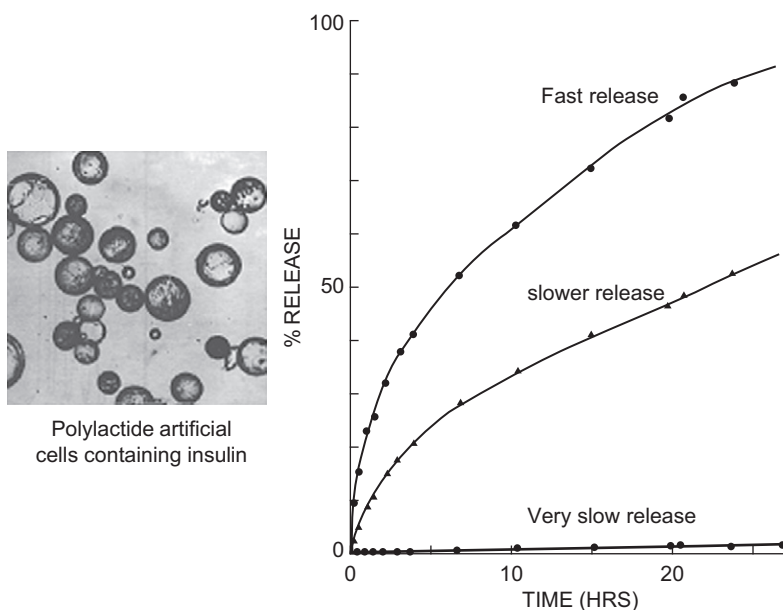 100
Fast release
% RELEASE
50
slower release
Polylactide artificial
cells containing insulin
Very slow release
0
0
10
20
TIME (HRS)